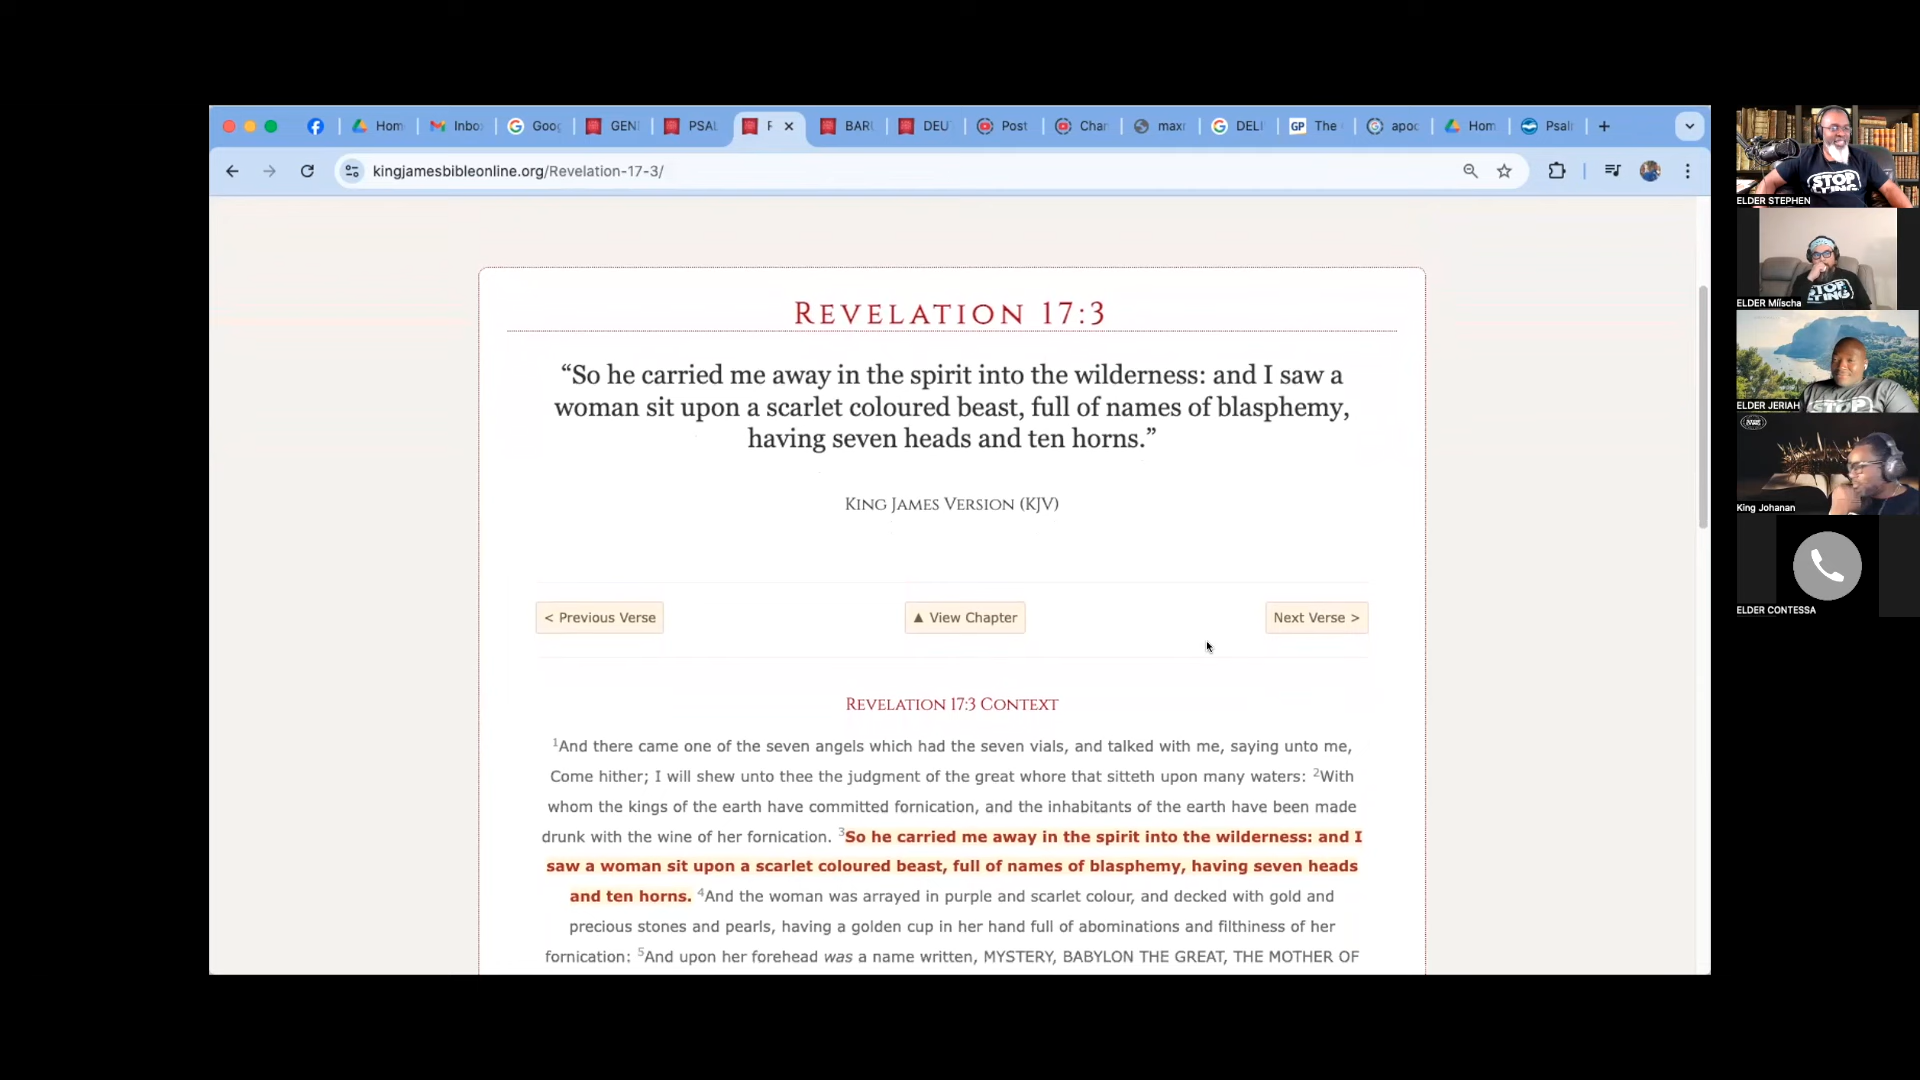 Hom
Inbo
Goog
GEN
PSAL
BARU
DEU
Post
Chan
maxr
G DELI
GP The
apoc
Hom
Psalr
kingjamesbibleonline.org/Revelation-17-3/
REVELATION 17:3
“So he carried me away in the spirit into the wilderness: and I saw a
woman sit upon a scarlet coloured beast, full of names of blasphemy,
having seven heads and ten horns.”
KING JAMES VERSION (KJV)
< Previous Verse
▲ View Chapter
Next Verse >
REVELATION 17:3 CONTEXT
1And there came one of the seven angels which had the seven vials, and talked with me, saying unto me,
Come hither; I will shew unto thee the judgment of the great whore that sitteth upon many waters: 2With
whom the kings of the earth have committed fornication, and the inhabitants of the earth have been made
drunk with the wine of her fornication. 3So he carried me away in the spirit into the wilderness: and I
saw a woman sit upon a scarlet coloured beast, full of names of blasphemy, having seven heads
and ten horns. 4And the woman was arrayed in purple and scarlet colour, and decked with gold and
precious stones and pearls, having a golden cup in her hand full of abominations and filthiness of her
fornication: 5And upon her forehead was a name written, MYSTERY, BABYLON THE GREAT, THE MOTHER OF
STOP
ELDER STEPHEN
STOP
ELDER Miischa
STOP
ELDER JERIAH
King Johanan
ELDER CONTESSA